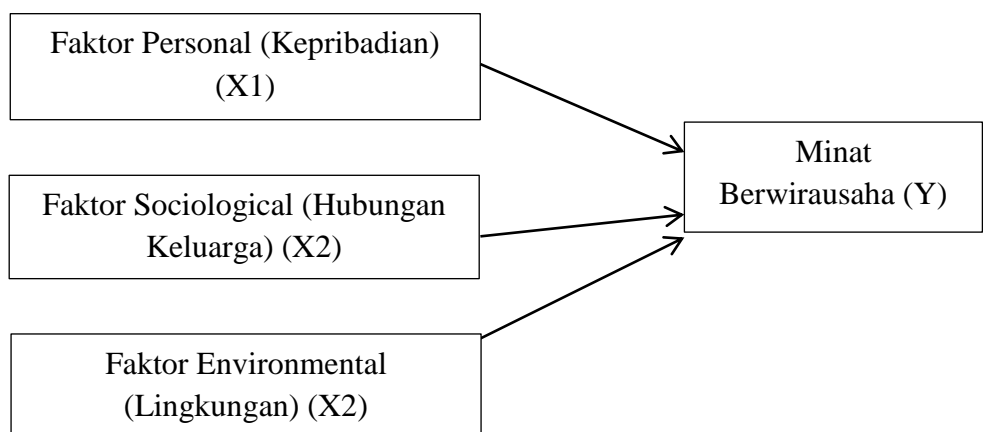 Faktor Personal (Kepribadian)
(X1)
Minat
Berwirausaha (Y)
Faktor Sociological (Hubungan
Keluarga) (X2)
Faktor Environmental
(Lingkungan) (X2)